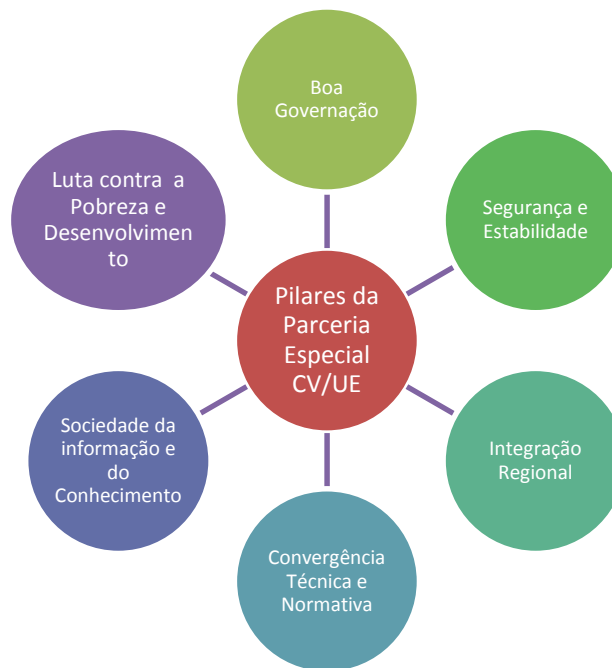 Boa
Governação
Segurança e
Estabilidade
Integração
Regional
Convergência
Técnica e
Normativa
Sociedade da
informação e
do
Conhecimento
Luta contra a
Pobreza e
Desenvolvimen
to
Pilares da
Parceria
Especial
CV/UE